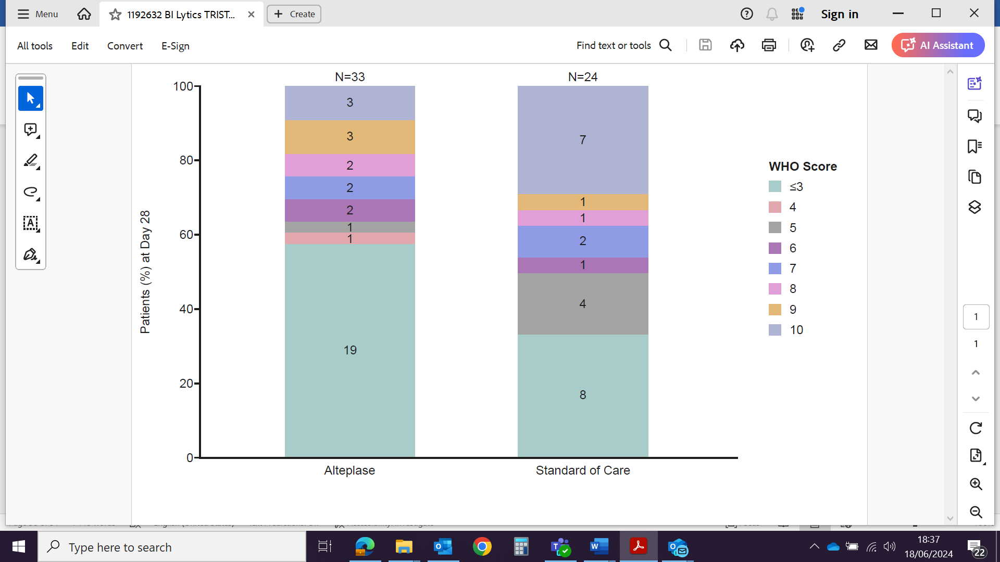 Menu
1192632 BI Lytics TRIST...
Create
Sign in
All tools
Edit
Convert
E-Sign
Find text or tools
AI Assistant
N=33
N=24
100
80
60
40
20
0
Patients (%) at Day 28
3
3
2
2
2
1
1
19
7
1
1
2
1
4
8
Alteplase
Standard of Care
WHO Score
≤3
4
5
6
7
8
9
10
1
1
Type here to search
18:37
18/06/2024
22